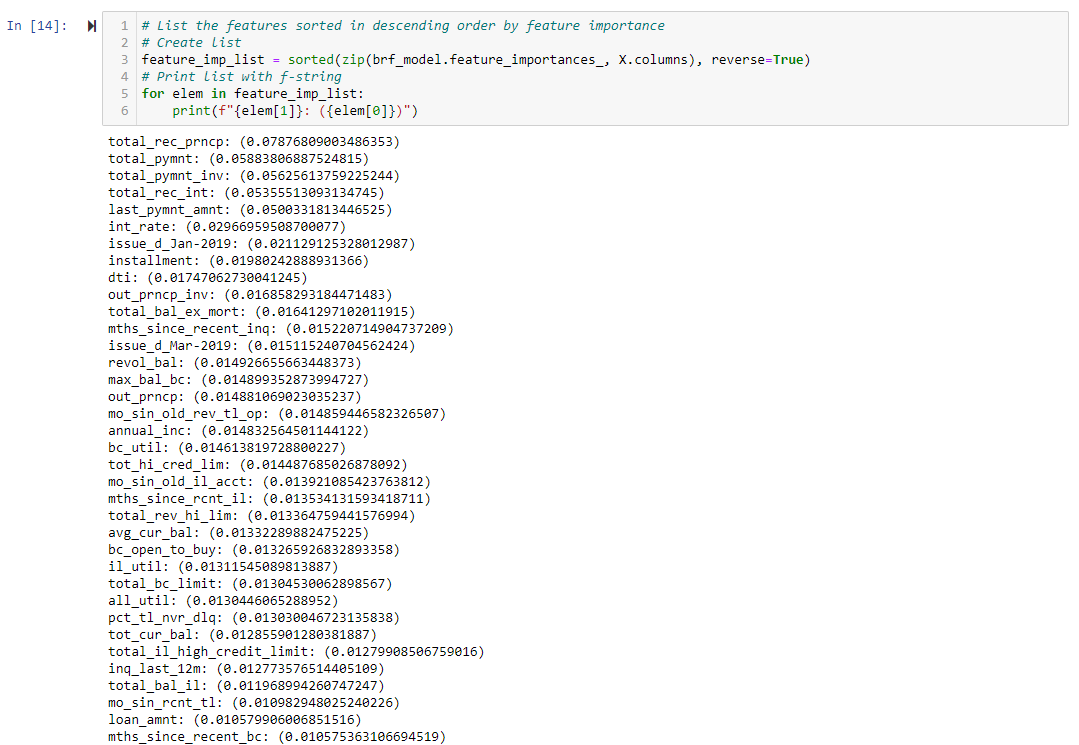 In [14]:
1 # List the features sorted in descending order by feature importance
2 # Create list
3 feature_imp_list = sorted(zip(brf_model.feature_importances_, X.columns), reverse=True)
4 # Print list with f-string
5 for elem in feature_imp_list:
6     print(f"{elem[1]}: ({elem[0]})")
total_rec_prncp: (0.07876809003486353)
total_pymnt: (0.05883806887524815)
total_pymnt_inv: (0.05625613759225244)
total_rec_int: (0.05355513093134745)
last_pymnt_amnt: (0.0500331813446525)
int_rate: (0.02966959508700077)
issue_d_Jan-2019: (0.021129125328012987)
installment: (0.01980242888931366)
dti: (0.01747062730041245)
out_prncp_inv: (0.016858293184471483)
total_bal_ex_mort: (0.01641297102011915)
mths_since_recent_inq: (0.015220714904737209)
issue_d_Mar-2019: (0.015115240704562424)
revol_bal: (0.014926655663448373)
max_bal_bc: (0.014899352873994727)
out_prncp: (0.014881069023035237)
mo_sin_old_rev_tl_op: (0.014859446582326507)
annual_inc: (0.014832564501144122)
bc_util: (0.014613819728800227)
tot_hi_cred_lim: (0.014487685026878092)
mo_sin_old_il_acct: (0.013921085423763812)
mths_since_rcnt_il: (0.013534131593418711)
total_rev_hi_lim: (0.013364759441576994)
avg_cur_bal: (0.01332289882475225)
bc_open_to_buy: (0.013265926832893358)
il_util: (0.01311545089813887)
total_bc_limit: (0.01304530062898567)
all_util: (0.0130446065288952)
pct_tl_nvr_dlq: (0.013030046723135838)
tot_cur_bal: (0.012855901280381887)
total_il_high_credit_limit: (0.01279908506759016)
inq_last_12m: (0.012773576514405109)
total_bal_il: (0.011968994260747247)
mo_sin_rcnt_tl: (0.010982948025240226)
loan_amnt: (0.010579906006851516)
mths_since_recent_bc: (0.010575363106694519)